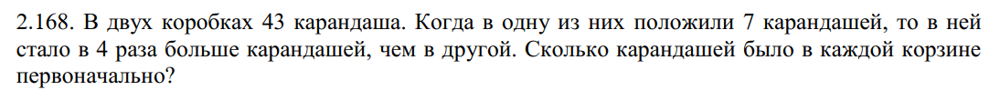 2.168. В двух коробках 43 карандаша. Когда в одну из них положили 7 карандашей, то в ней
стало в 4 раза больше карандашей, чем в другой. Сколько карандашей было в каждой корзине
первоначально?